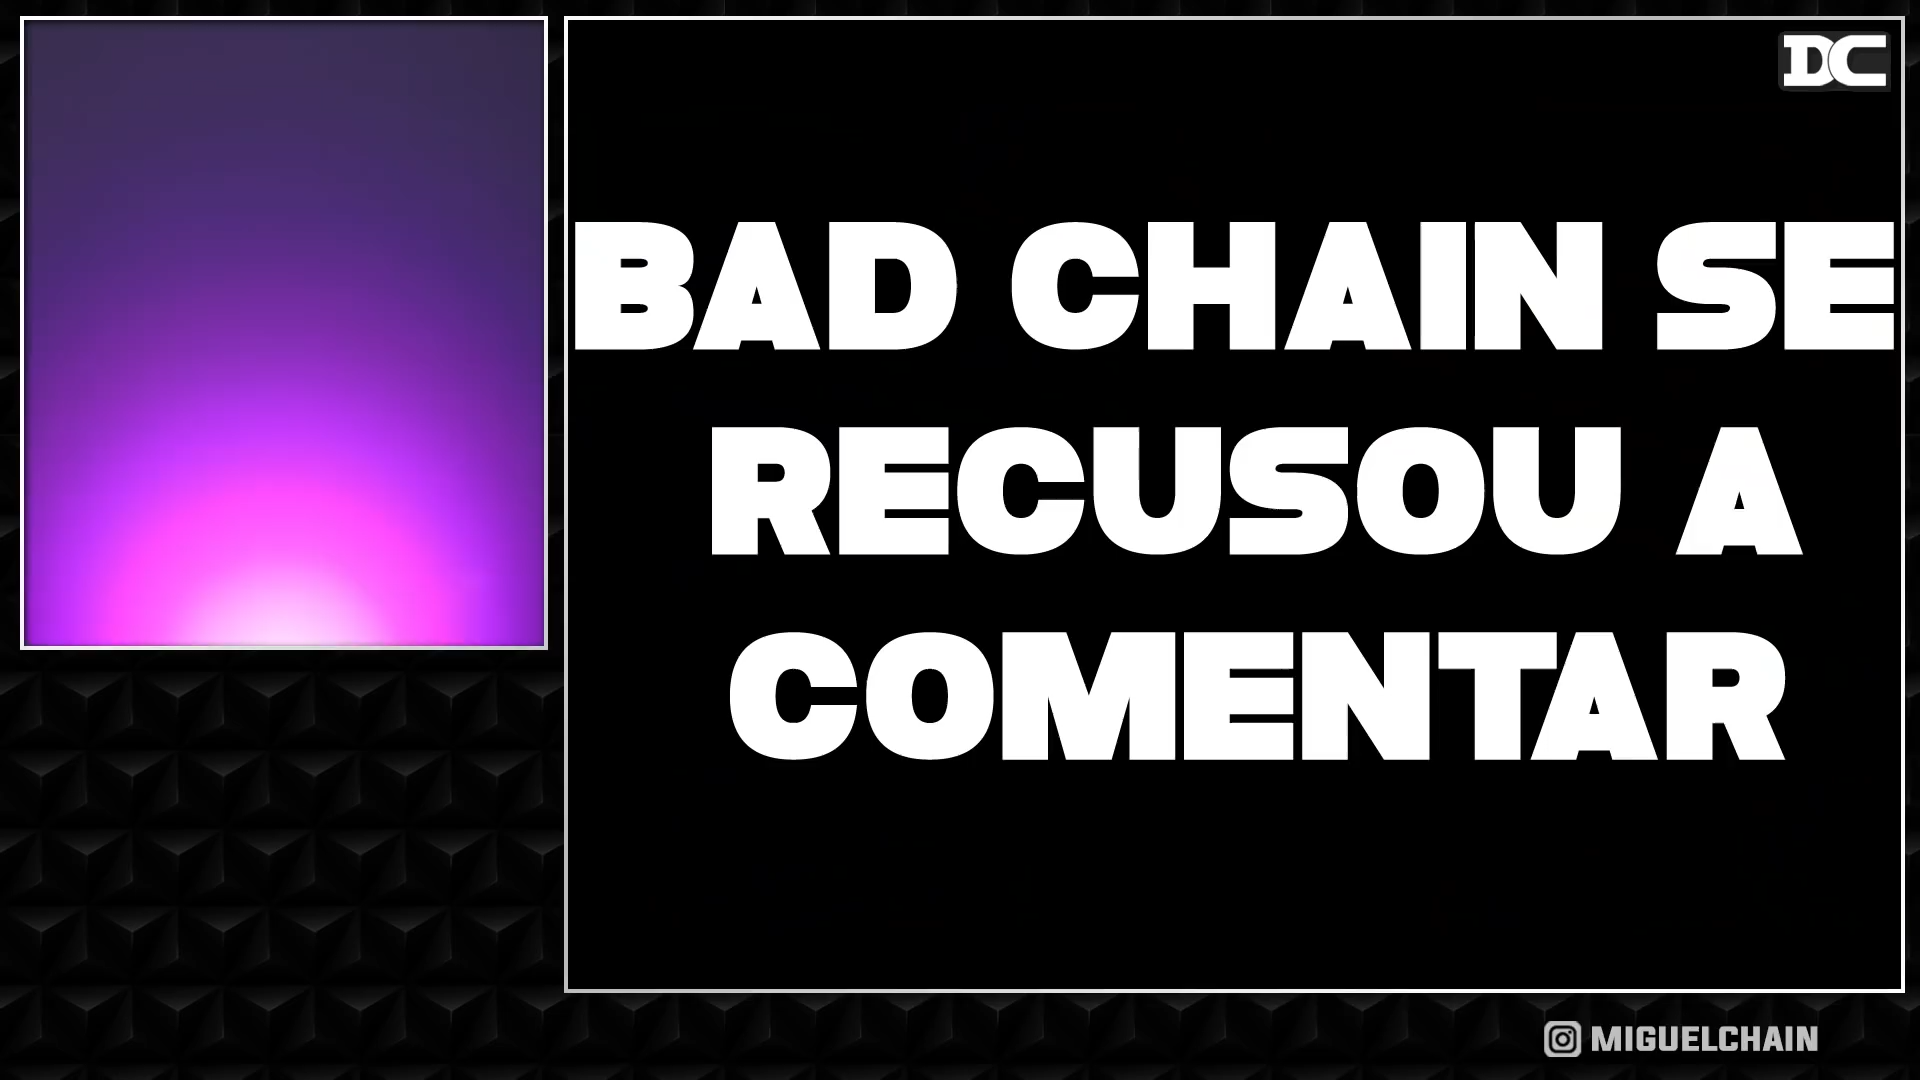 DC
BAD CHAIN SE
RECUSOU A
COMENTAR
MIGUELCHAIN